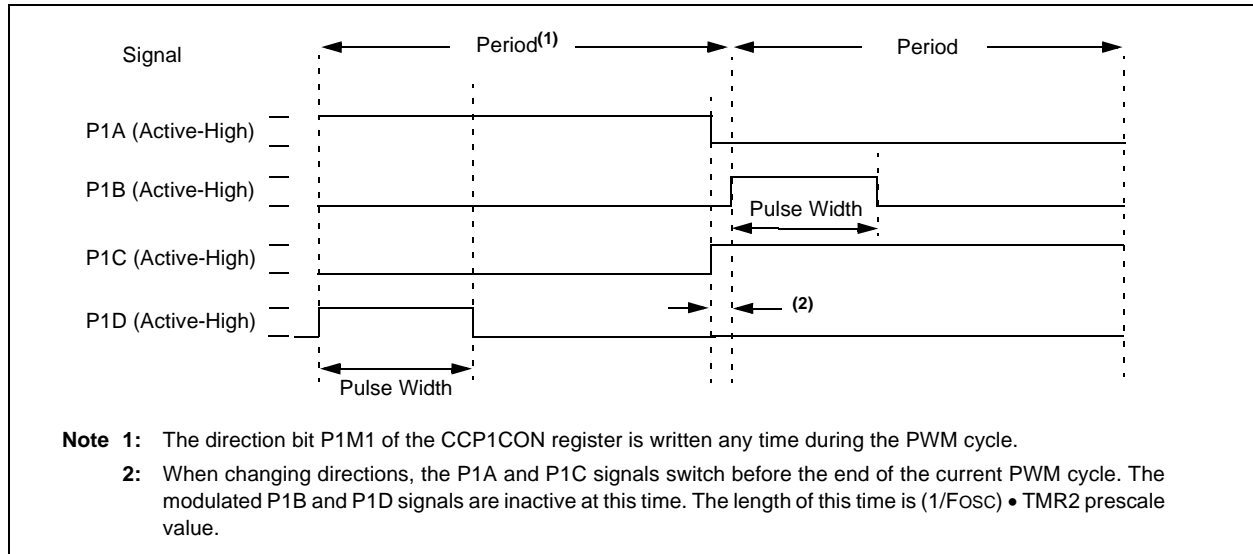 Signal
Period(1)
Period
P1A (Active-High)
P1B (Active-High)
Pulse Width
P1C (Active-High)
(2)
P1D (Active-High)
Pulse Width
Note 1: The direction bit P1M1 of the CCP1CON register is written any time during the PWM cycle.
2: When changing directions, the P1A and P1C signals switch before the end of the current PWM cycle. The
modulated P1B and P1D signals are inactive at this time. The length of this time is (1/FOSC) • TMR2 prescale
value.